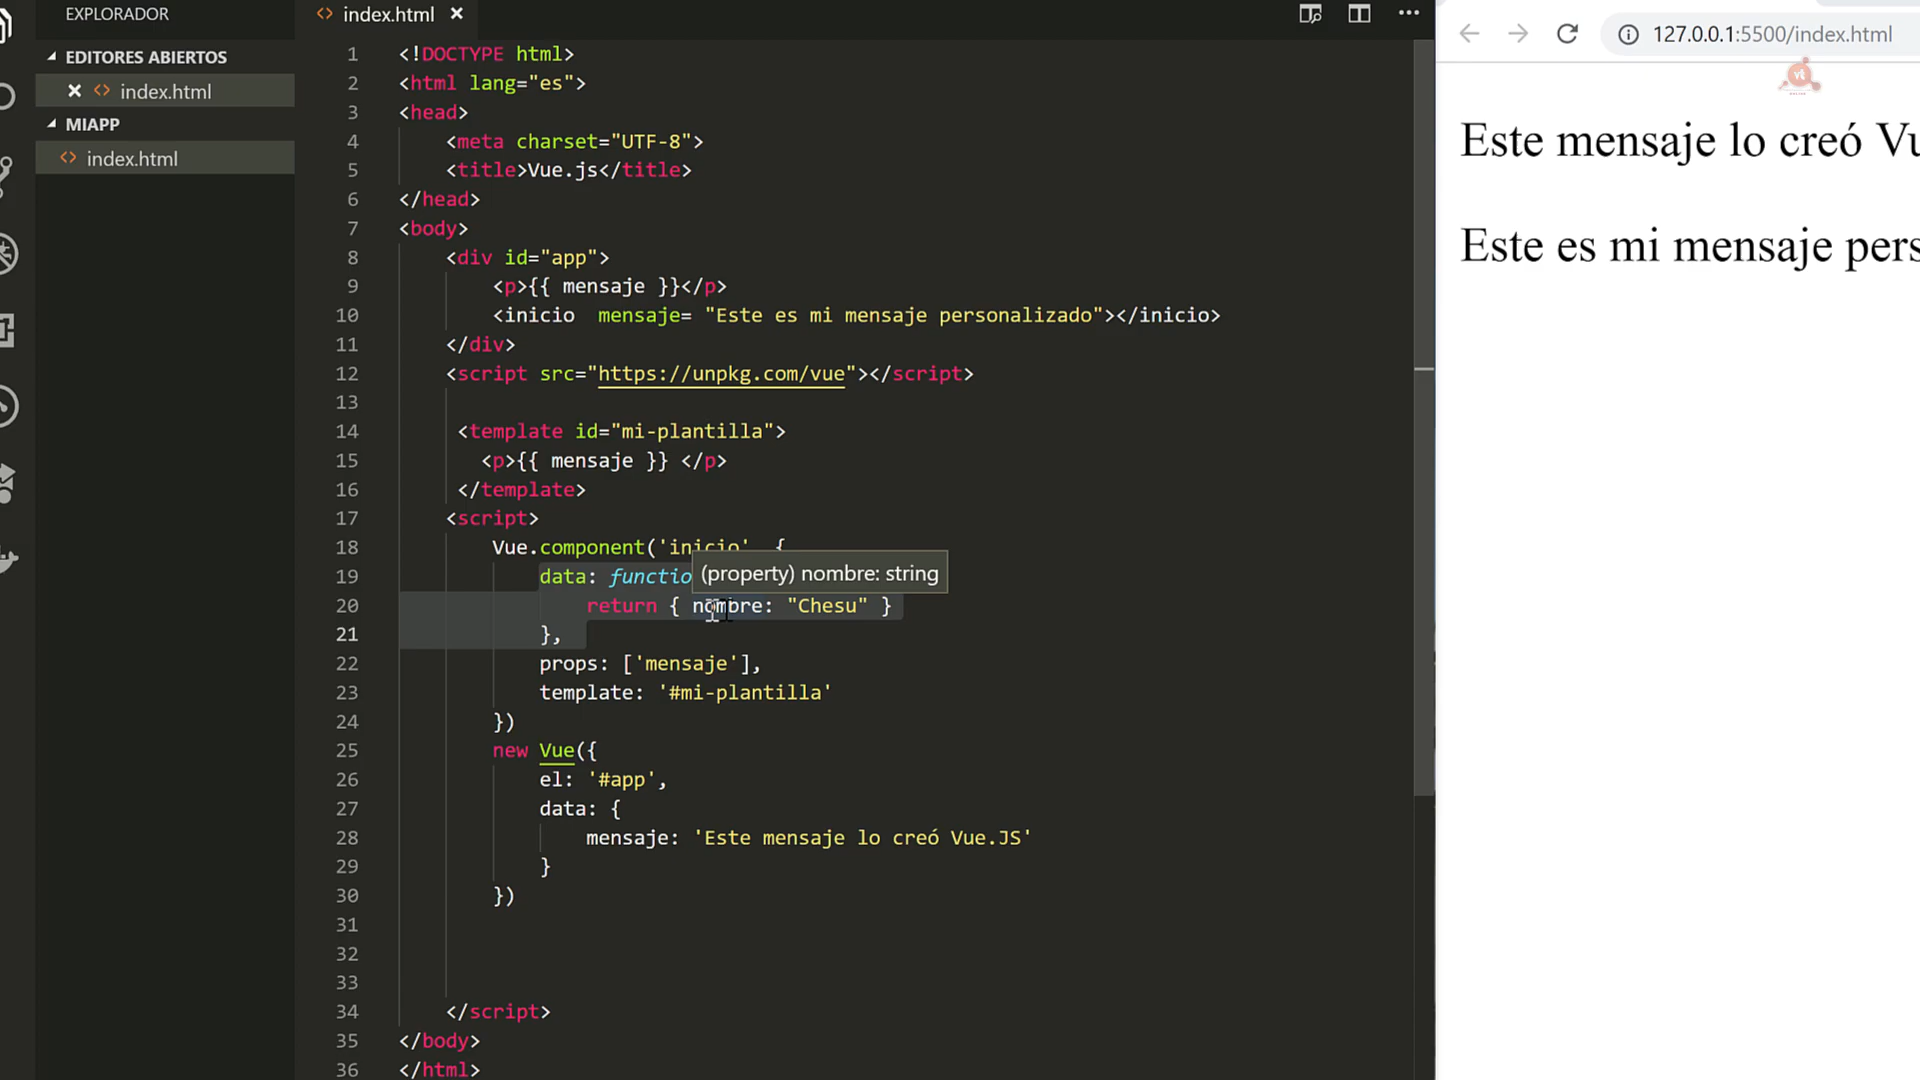 EXPLORADOR
EDITORES ABIERTOS
index.html
MIAPP
index.html
index.html
1 <!DOCTYPE html>
2 <html lang="es">
3 <head>
4 <meta charset="UTF-8">
5 <title>Vue.js</title>
6 </head>
7 <body>
8 <div id="app">
9 <p>{{ mensaje }}</p>
10 <inicio  mensaje= "Este es mi mensaje personalizado"></inicio>
11 </div>
12 <script src="https://unpkg.com/vue"></script>
13
14 <template id="mi-plantilla">
15 <p>{{ mensaje }} </p>
16 </template>
17 <script>
18 Vue.component('inicio', {
19 data: functio
(property) nombre: string
20 return { nombre: "Chesu" }
21 },
22 props: ['mensaje'],
23 template: '#mi-plantilla'
24 })
25 new Vue({
26 el: '#app',
27 data: {
28 mensaje: 'Este mensaje lo creó Vue.JS'
29 }
30 })
31
32
33
34 </script>
35 </body>
36 </html>
127.0.0.1:5500/index.html
vt
Este mensaje lo creó Vu
Este es mi mensaje pers